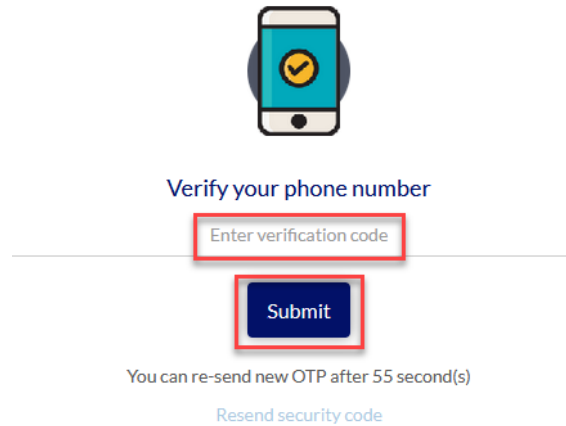 Verify your phone number
Enter verification code
Submit
You can re-send new OTP after 55 second(s)
Resend security code